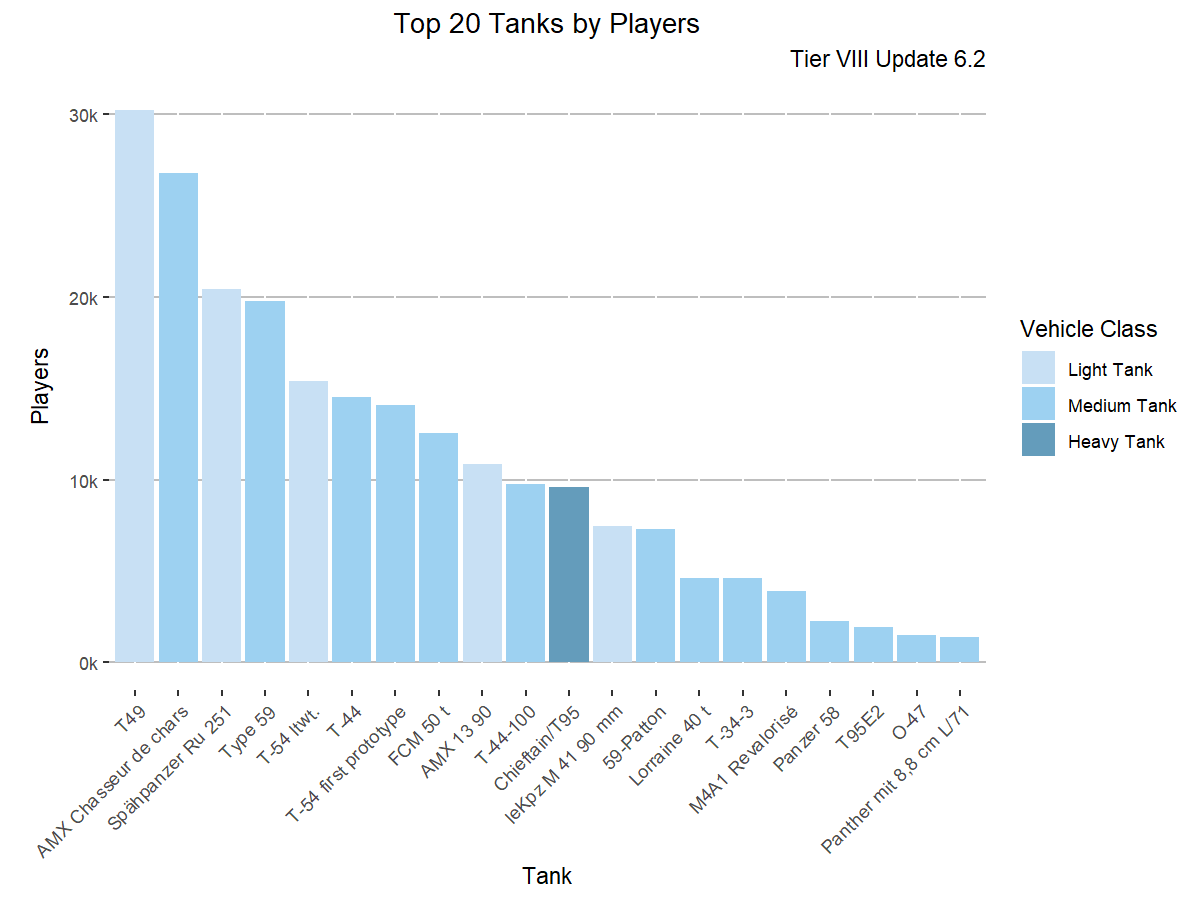 Top 20 Tanks by Players
Tier VIII Update 6.2
30k
20k
10k
0k
Players
T49
AMX Chasseur de chars
Spähpanzer Ru 251
Type 59
T-54 ltwt.
T-44
T-54 first prototype
FCM 50 t
AMX 13 90
T-44-100
Chieftain/T95
leKpz M 41 90 mm
59-Patton
Lorraine 40 t
T-34-3
M4A1 Revalorisé
Panzer 58
T95E2
O-47
Panther mit 8,8 cm L/71
Tank
Vehicle Class
Light Tank
Medium Tank
Heavy Tank